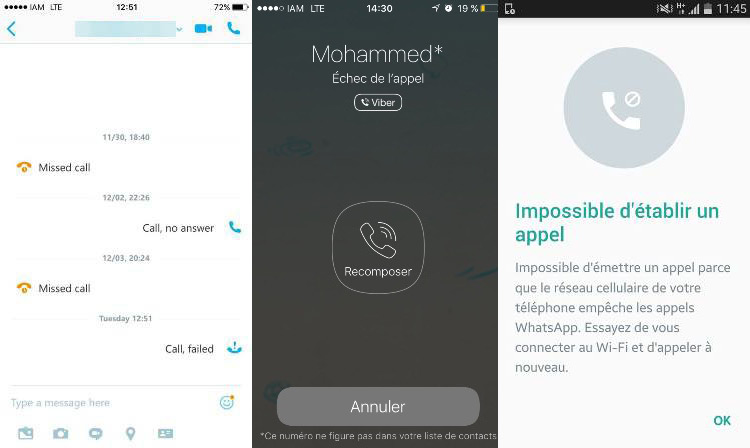 IAM LTE 12:51 72%
11/30, 18:40
Missed call
12/02, 22:26
Call, no answer
12/03, 20:24
Missed call
Tuesday 12:51
Call, failed
Type a message here
IAM LTE 14:30 19 %
Mohammed*
Échec de l'appel
Viber
Recomposer
Annuler
*Ce numéro ne figure pas dans votre liste de contacts
H+ 11:45
Impossible d'établir un
appel
Impossible d'émettre un appel parce
que le réseau cellulaire de votre
téléphone empêche les appels
WhatsApp. Essayez de vous
connecter au Wi-Fi et d'appeler à
nouveau.
OK